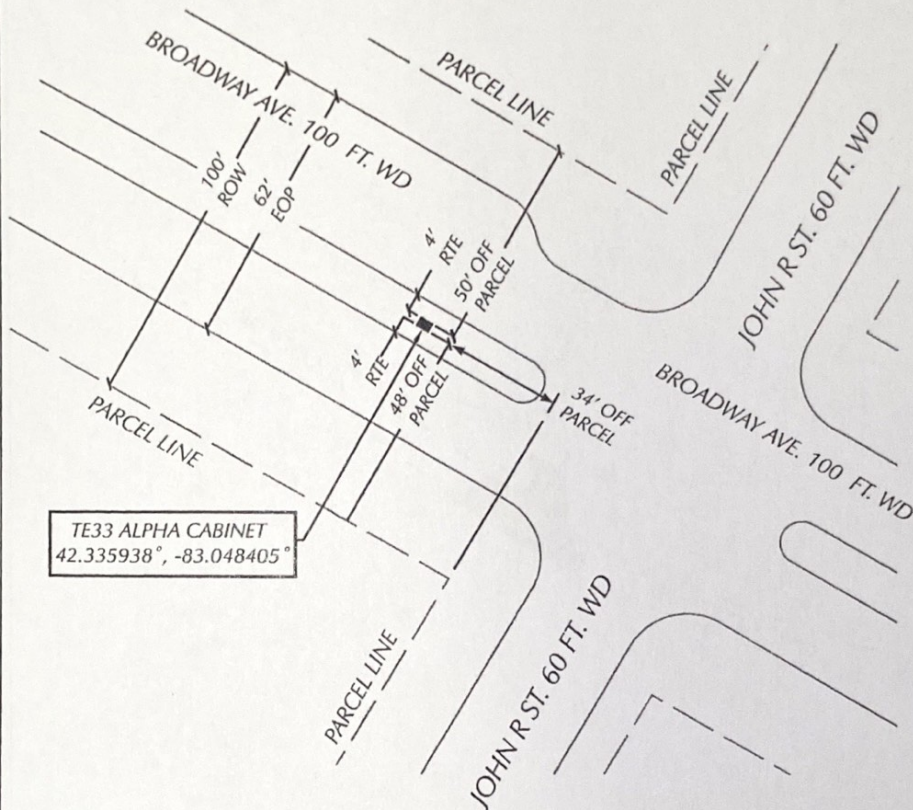 BROADWAY AVE. 100 FT. WD
PARCEL LINE
PARCEL LINE
100'
ROW
62'
EOP
JOHN R ST. 60 FT. WD
4'
RTE
50' OFF
PARCEL
4'
RTE
48' OFF
PARCEL
34' OFF
PARCEL
BROADWAY AVE. 100 FT. WD
PARCEL LINE
TE33 ALPHA CABINET
42.335938°, -83.048405°
PARCEL LINE
JOHN R ST. 60 FT. WD